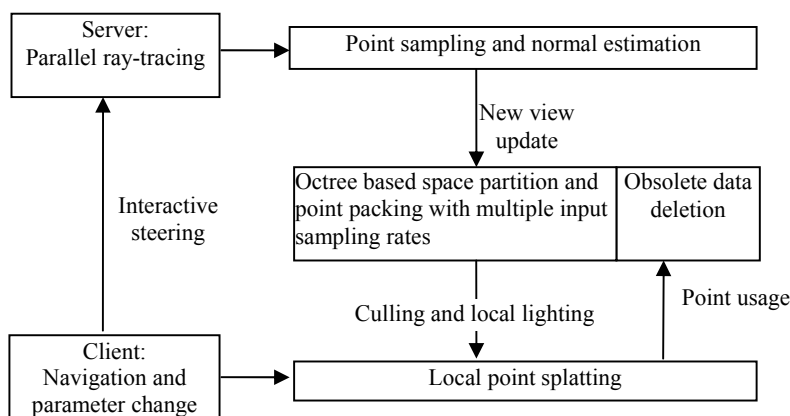 Server:
Parallel ray-tracing
Point sampling and normal estimation
New view
update
Octree based space partition and
point packing with multiple input
sampling rates
Obsolete data
deletion
Interactive
steering
Culling and local lighting
Point usage
Client:
Navigation and
parameter change
Local point splatting